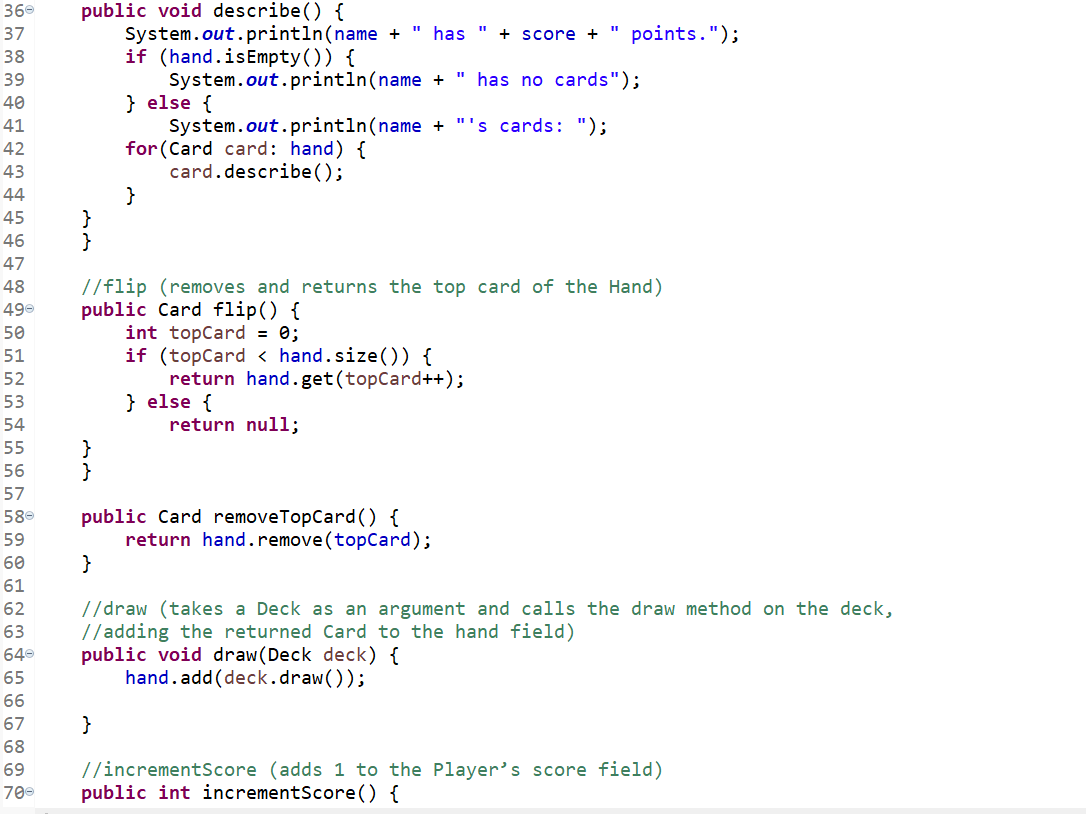 36 public void describe() {
37 System.out.println(name + " has " + score + " points.");
38 if (hand.isEmpty()) {
39 System.out.println(name + " has no cards");
40 } else {
41 System.out.println(name + "'s cards: ");
42 for(Card card: hand) {
43 card.describe();
44 }
45 }
46 }
47
48 //flip (removes and returns the top card of the Hand)
49 public Card flip() {
50 int topCard = 0;
51 if (topCard < hand.size()) {
52 return hand.get(topCard++);
53 } else {
54 return null;
55 }
56 }
57
58 public Card removeTopCard() {
59 return hand.remove(topCard);
60 }
61
62 //draw (takes a Deck as an argument and calls the draw method on the deck,
63 //adding the returned Card to the hand field)
64 public void draw(Deck deck) {
65 hand.add(deck.draw());
66
67 }
68
69 //incrementScore (adds 1 to the Player’s score field)
70 public int incrementScore() {